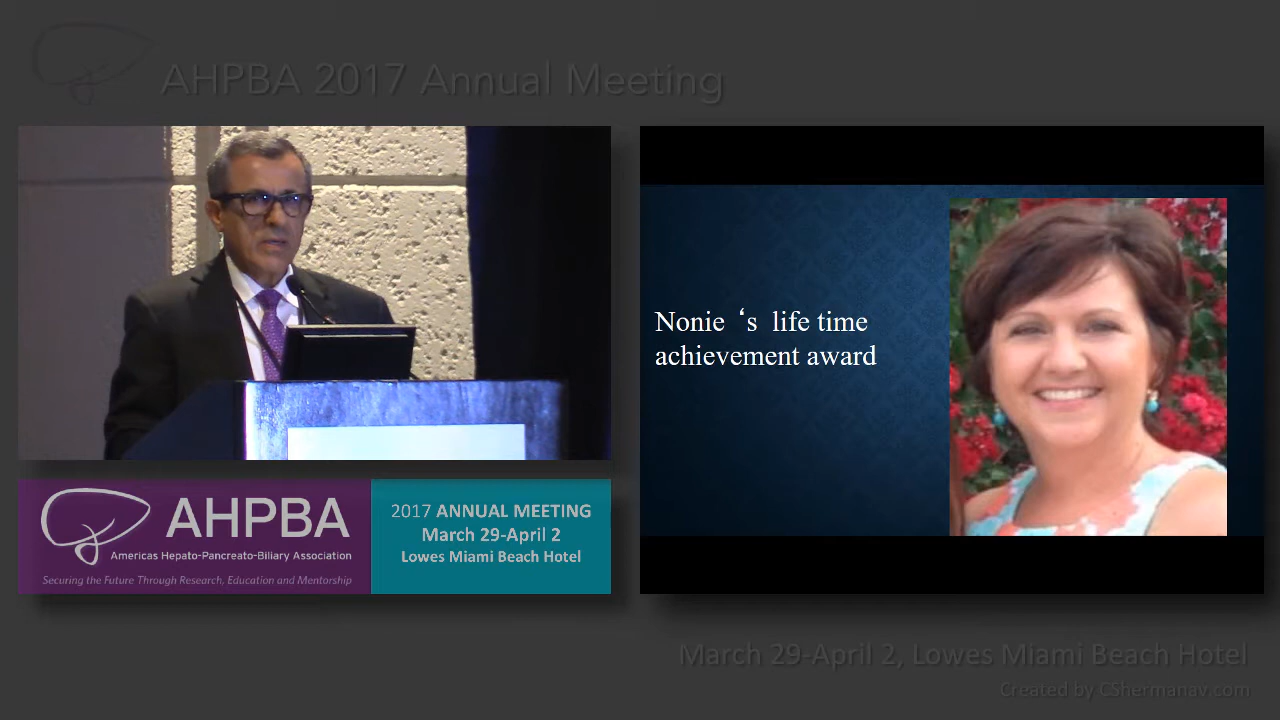 AHPBA 2017 Annual Meeting
Nonie ‘s life time
achievement award
AHPBA
Americas Hepato-Pancreato-Biliary Association
Securing the Future Through Research, Education and Mentorship
2017 ANNUAL MEETING
March 29-April 2
Lowes Miami Beach Hotel
March 29-April 2, Lowes Miami Beach Hotel
Created by CShermanav.com